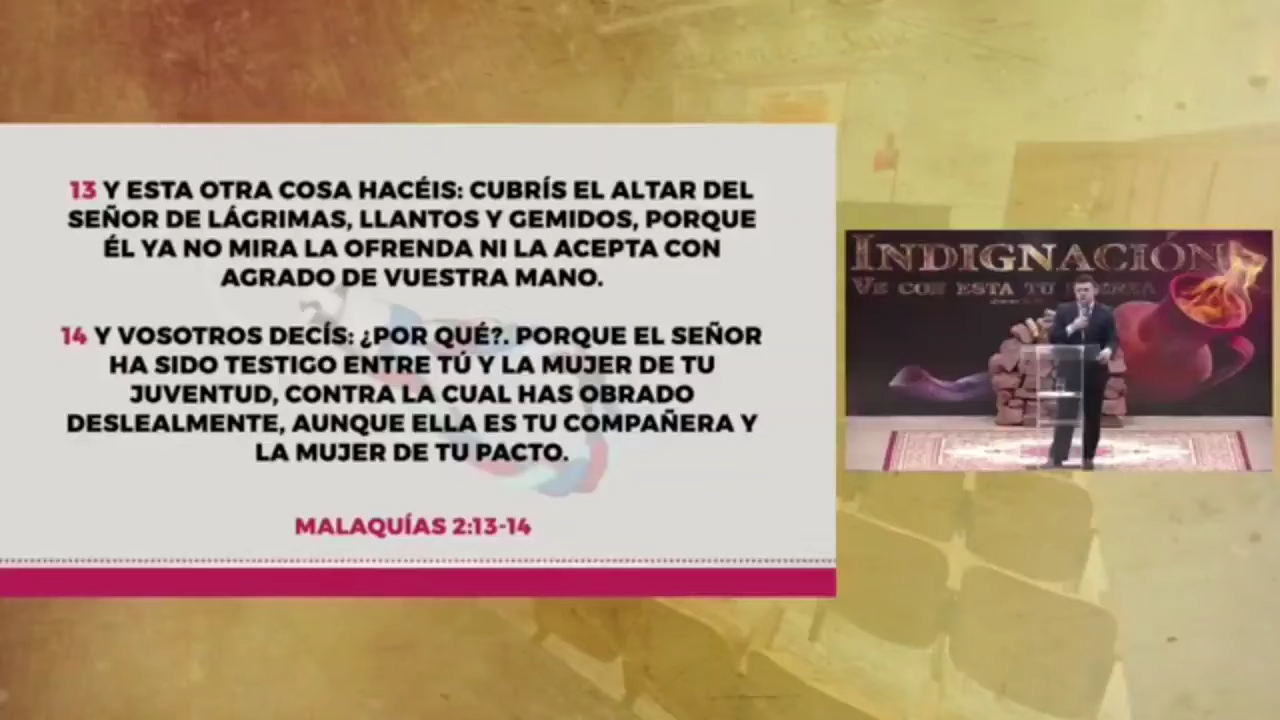 13 Y ESTA OTRA COSA HACÉIS: CUBRÍS EL ALTAR DEL
SEÑOR DE LÁGRIMAS, LLANTOS Y GEMIDOS, PORQUE
ÉL YA NO MIRA LA OFRENDA NI LA ACEPTA CON
AGRADO DE VUESTRA MANO.
14 Y VOSOTROS DECÍS: ¿POR QUÉ?. PORQUE EL SEÑOR
HA SIDO TESTIGO ENTRE TÚ Y LA MUJER DE TU
JUVENTUD, CONTRA LA CUAL HAS OBRADO
DESLEALMENTE, AUNQUE ELLA ES TU COMPAÑERA Y
LA MUJER DE TU PACTO.
MALAQUÍAS 2:13-14
INDIGNACIÓN
VE CON ESTA TU